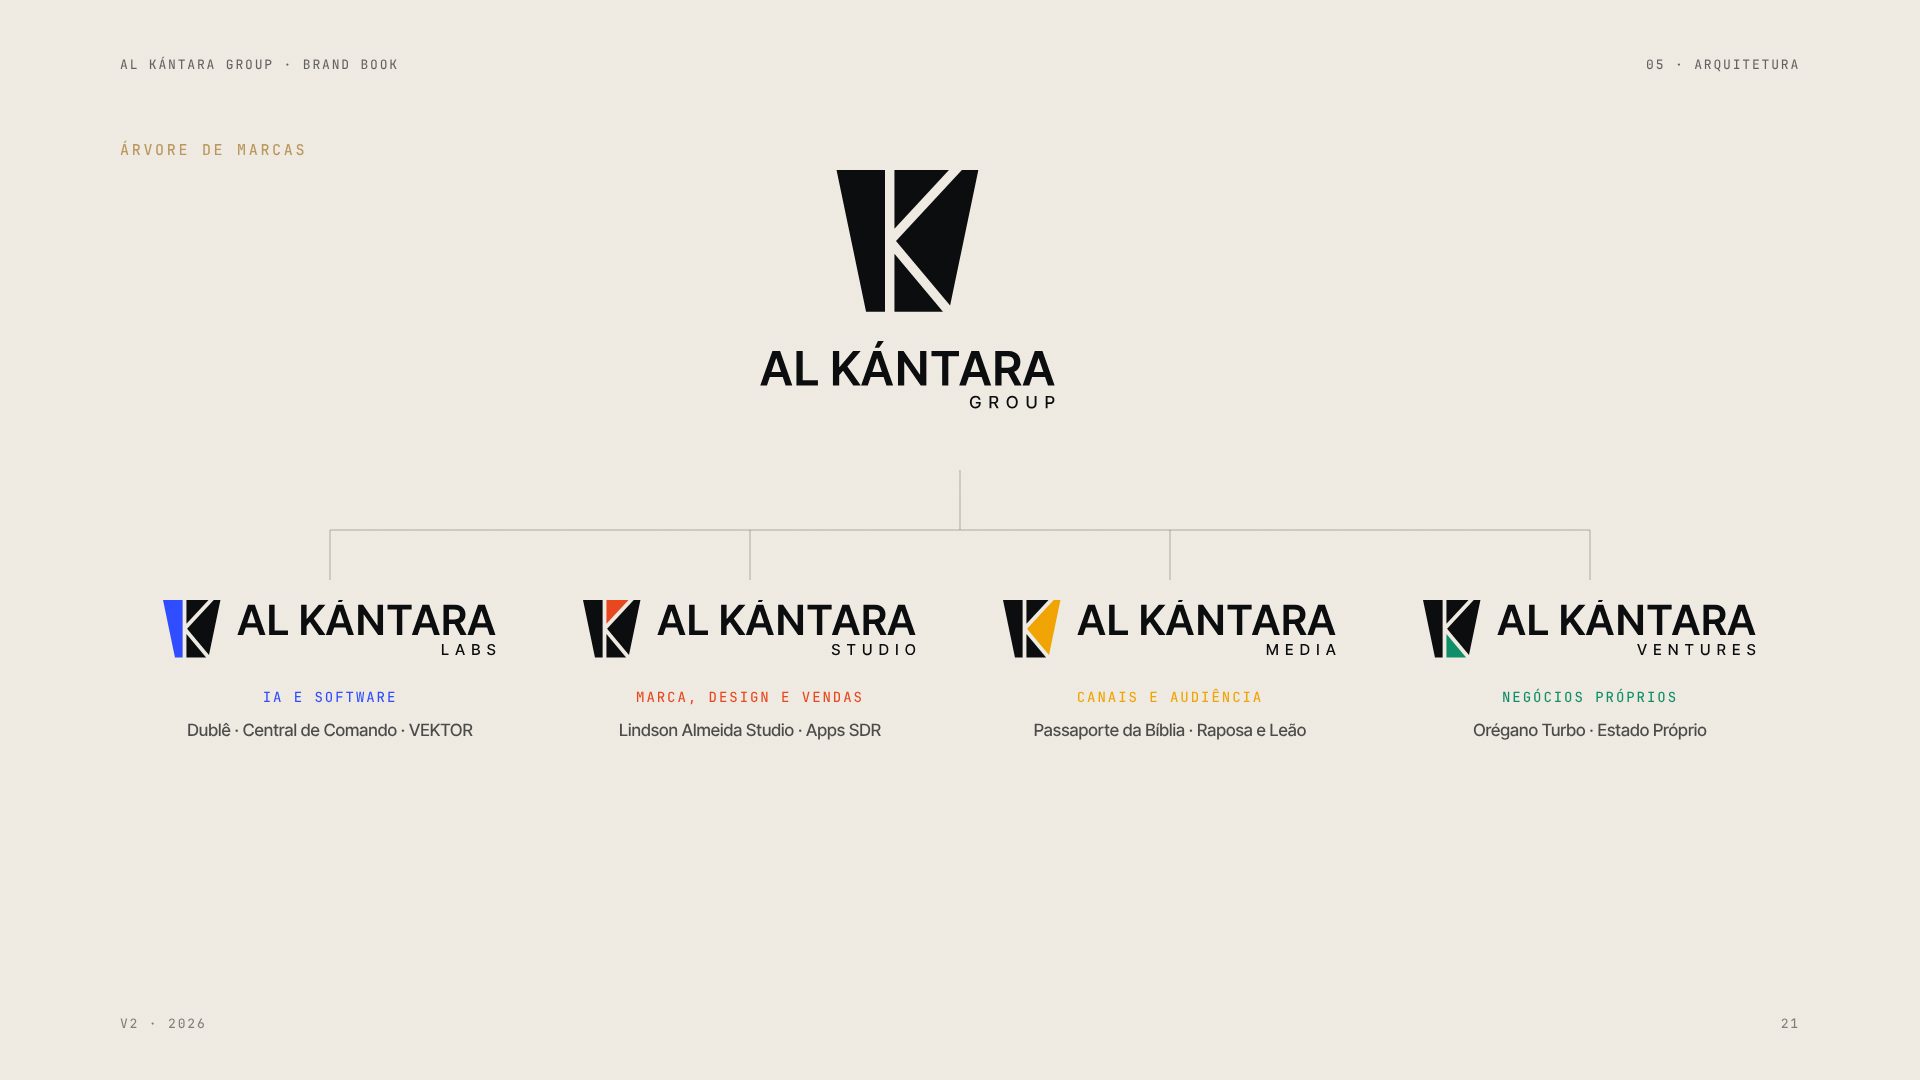 AL KÁNTARA GROUP · BRAND BOOK
05 · ARQUITETURA
ÁRVORE DE MARCAS
AL KÁNTARA
GROUP
AL KÁNTARA
LABS
IA E SOFTWARE
Dublê · Central de Comando · VEKTOR
AL KÁNTARA
STUDIO
MARCA, DESIGN E VENDAS
Lindson Almeida Studio · Apps SDR
AL KÁNTARA
MEDIA
CANAIS E AUDIÊNCIA
Passaporte da Bíblia · Raposa e Leão
AL KÁNTARA
VENTURES
NEGÓCIOS PRÓPRIOS
Orégano Turbo · Estado Próprio
V2 · 2026
21